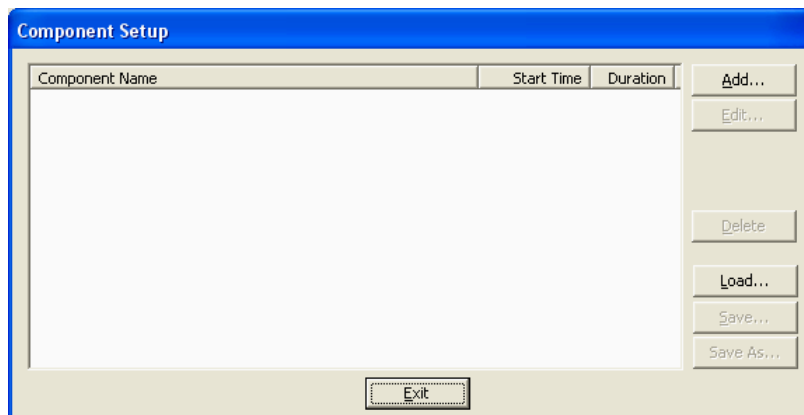 Component Setup
Component Name Start Time Duration
Add...
Edit...
Delete
Load...
Save...
Save As...
Exit